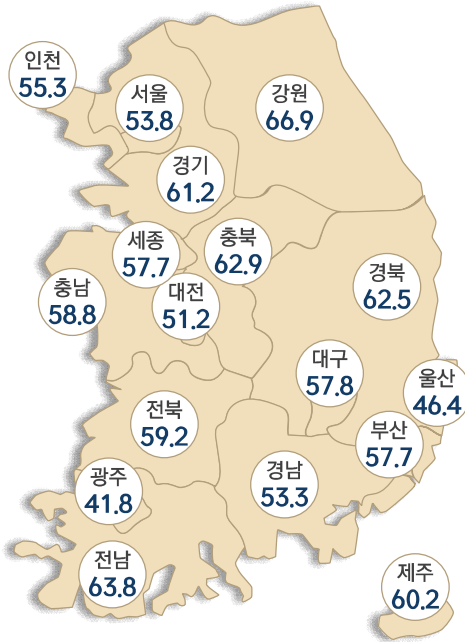 인천
55.3
서울
53.8
강원
66.9
경기
61.2
세종
57.7
충북
62.9
충남
58.8
대전
51.2
경북
62.5
대구
57.8
울산
46.4
전북
59.2
부산
57.7
광주
41.8
경남
53.3
전남
63.8
제주
60.2